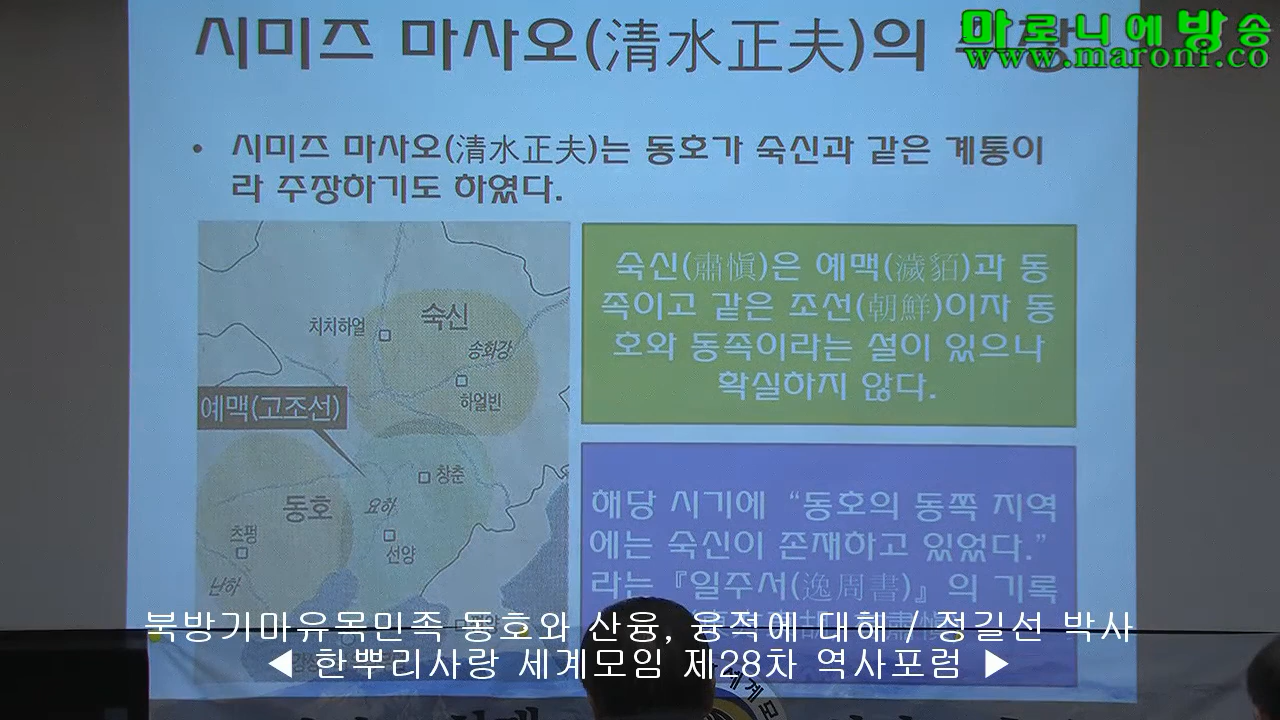 시미즈 마사오(清水正夫)의
마로니에방송
www.maroni.co
• 시미즈 마사오(清水正夫)는 동호가 숙신과 같은 계통이
라 주장하기도 하였다.
숙신
치치하얼
송화강
하얼빈
예맥(고조선)
창춘
동호
요하
츠펑
선양
난하
숙신(肅愼)은 예맥(濊貊)과 동
족이고 같은 조선(朝鮮)이자 동
호와 동족이라는 설이 있으나
확실하지 않다.
해당 시기에 “동호의 동쪽 지역
에는 숙신이 존재하고 있었다.”
라는『일주서(逸周書)』의 기록
북방기마유목민족 동호와 산융, 융적에 대해 / 정길선 박사
◀ 한뿌리사랑 세계모임 제28차 역사포럼 ▶
세계모